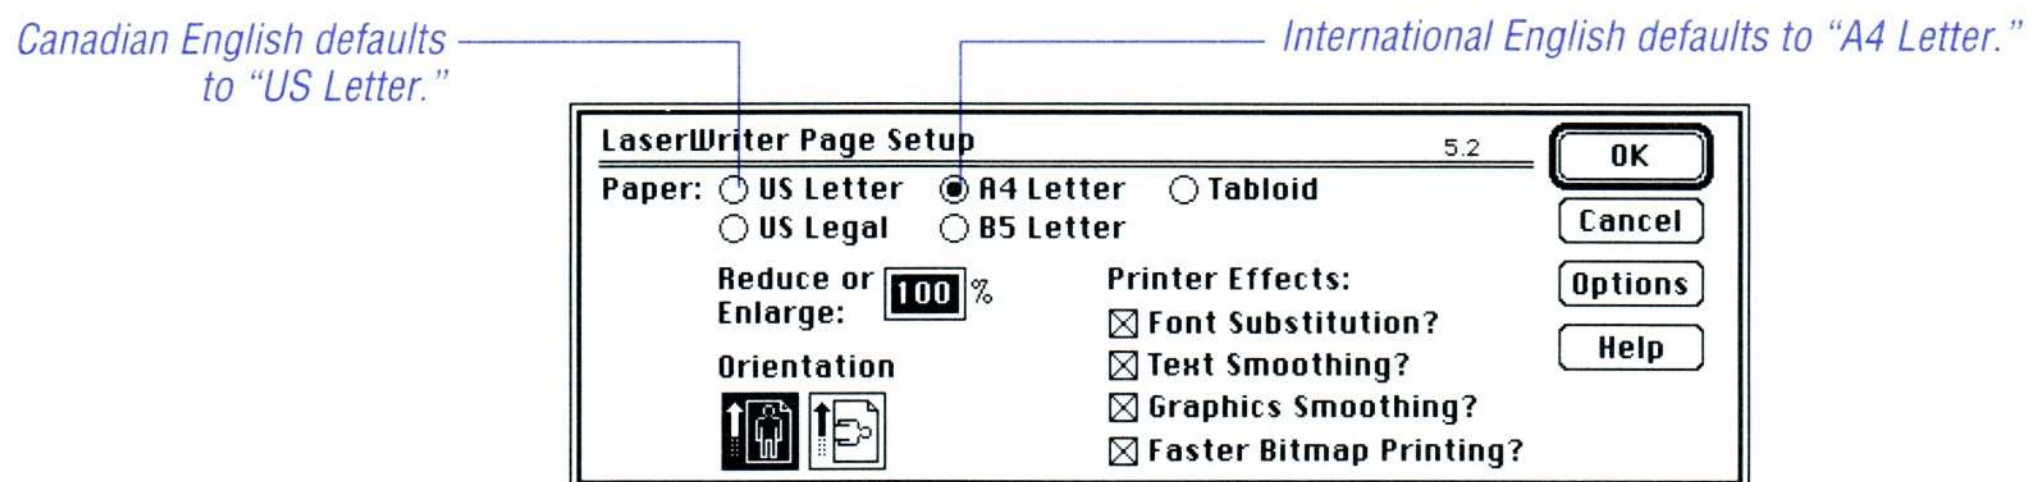 Canadian English defaults
to “US Letter.”
International English defaults to “A4 Letter.”
LaserWriter Page Setup 5.2
OK
Paper: US Letter A4 Letter Tabloid
US Legal B5 Letter
Cancel
Reduce or
Enlarge: 100 %
Printer Effects:
Options
Font Substitution?
Help
Orientation
Text Smoothing?
Graphics Smoothing?
Faster Bitmap Printing?